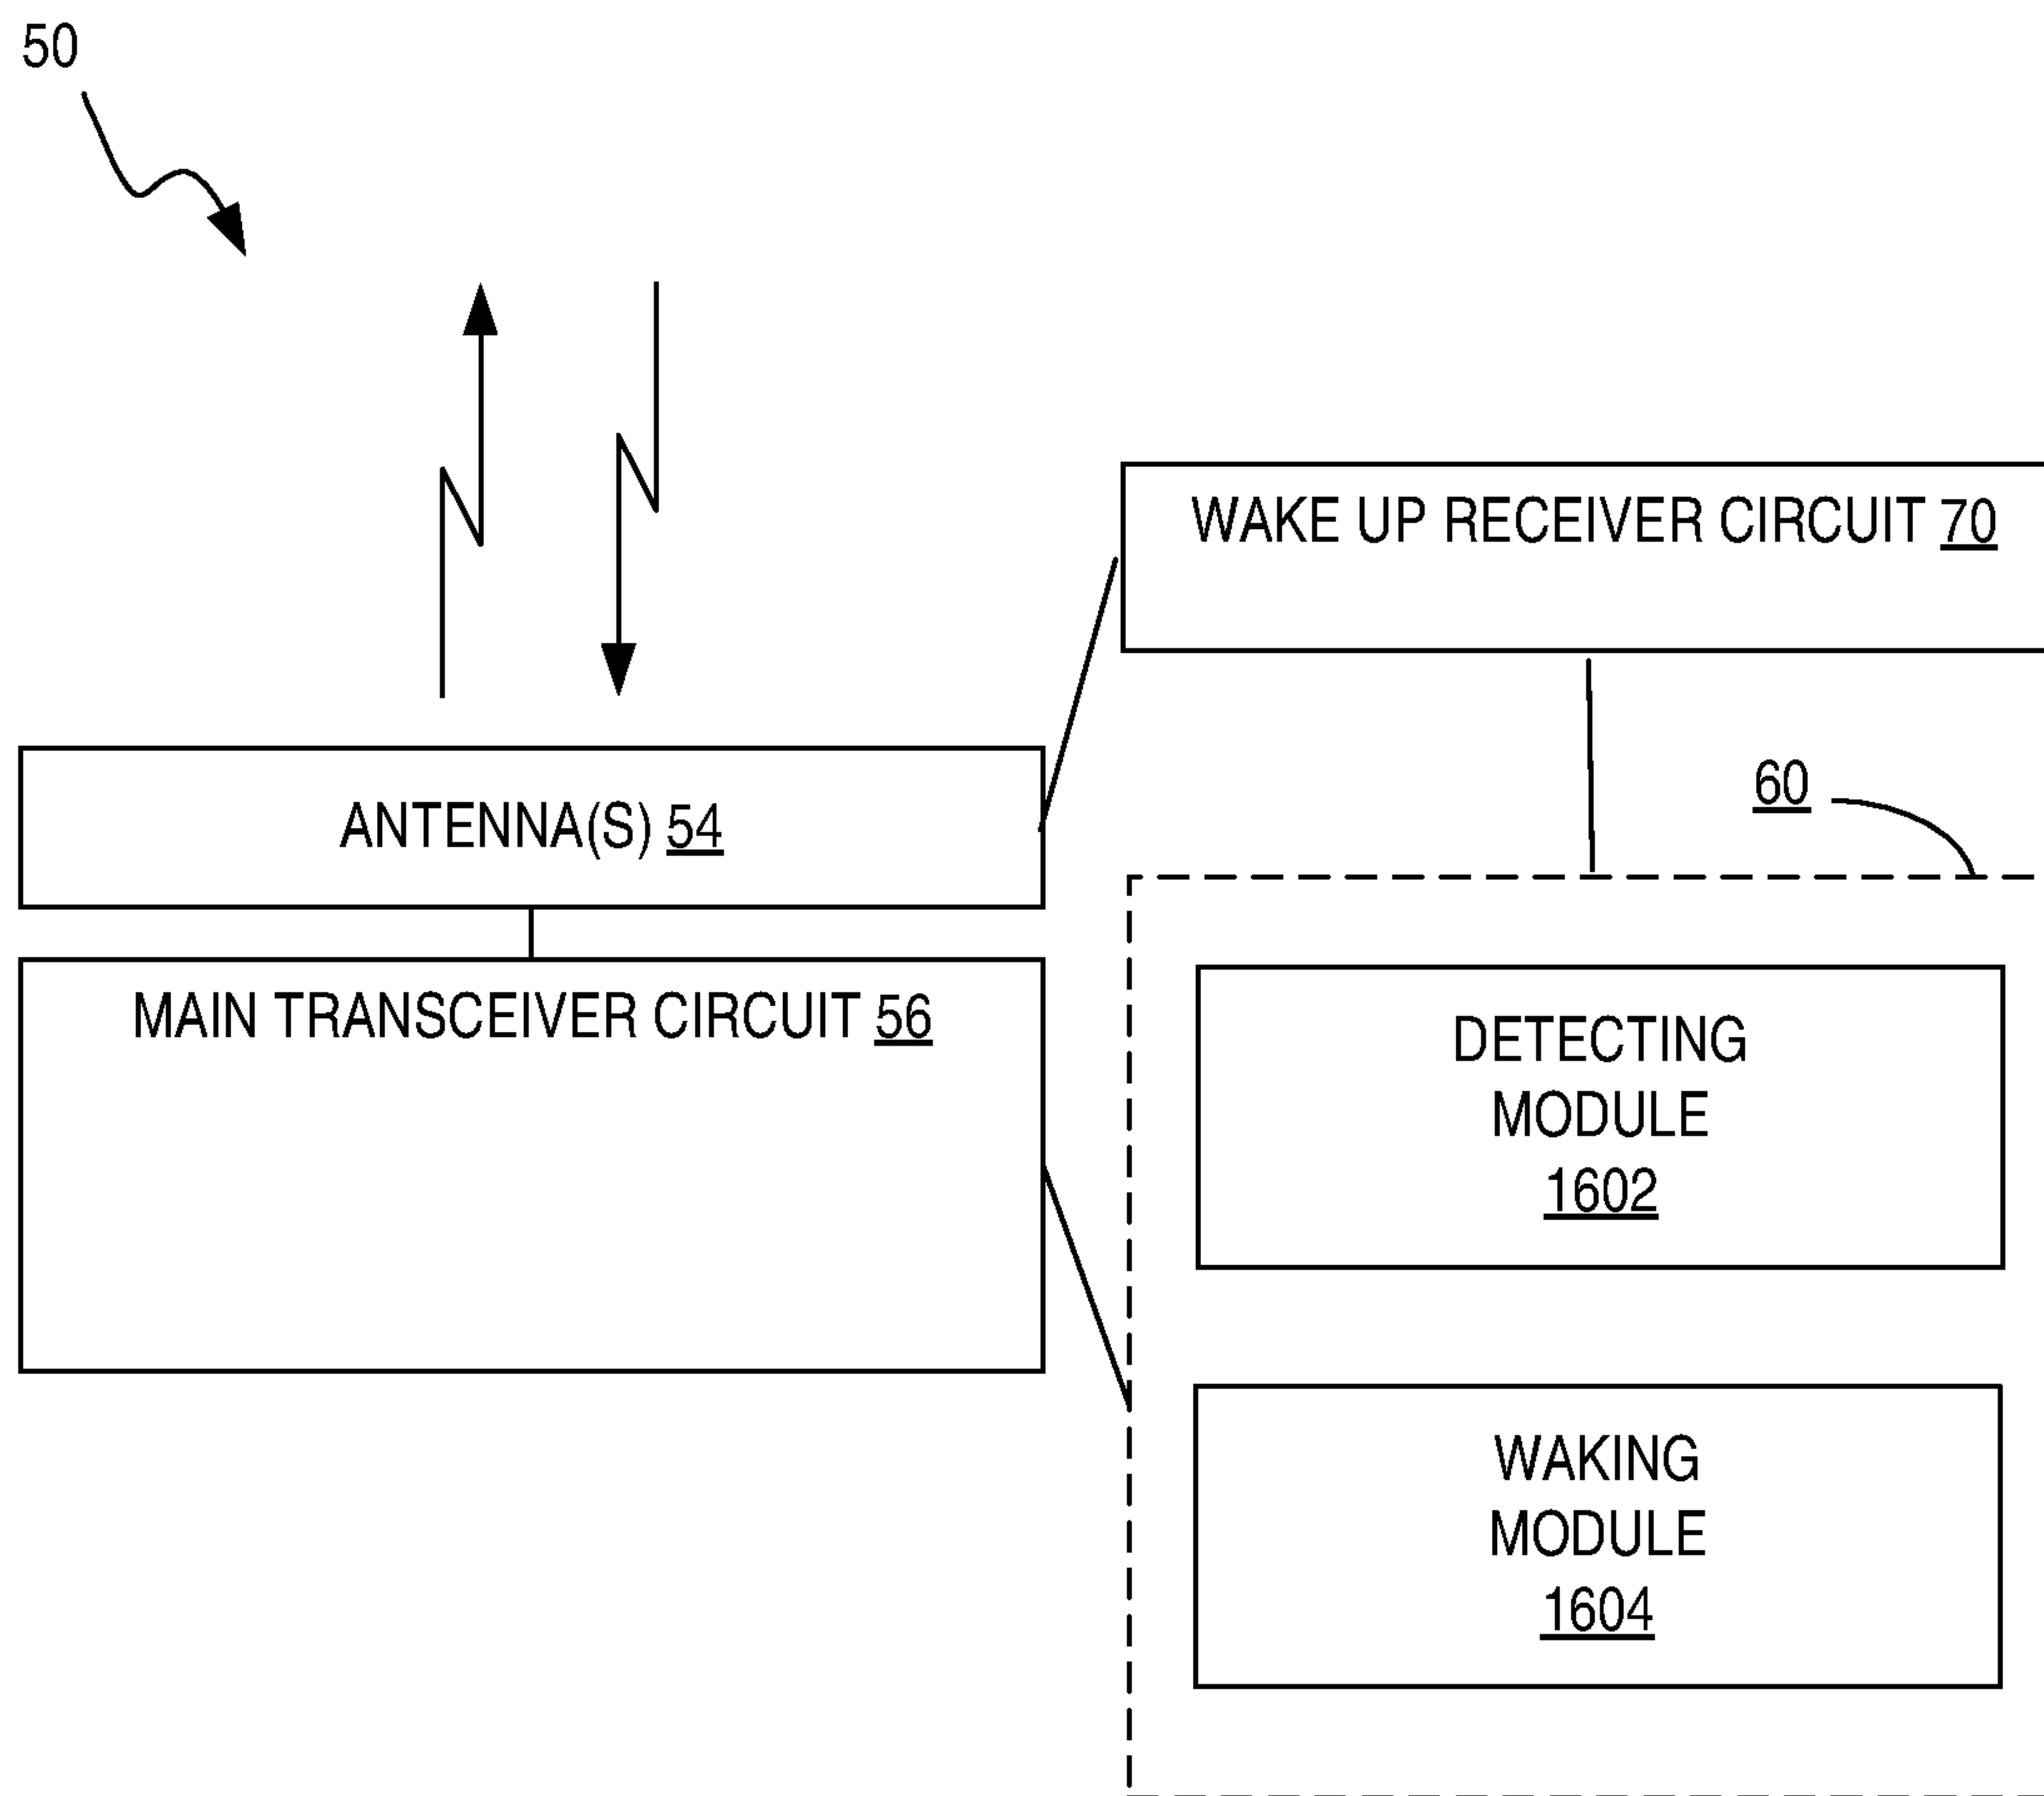 50
WAKE UP RECEIVER CIRCUIT 70
60
ANTENNA(S) 54
MAIN TRANSCEIVER CIRCUIT 56
DETECTING
MODULE
1602
WAKING
MODULE
1604